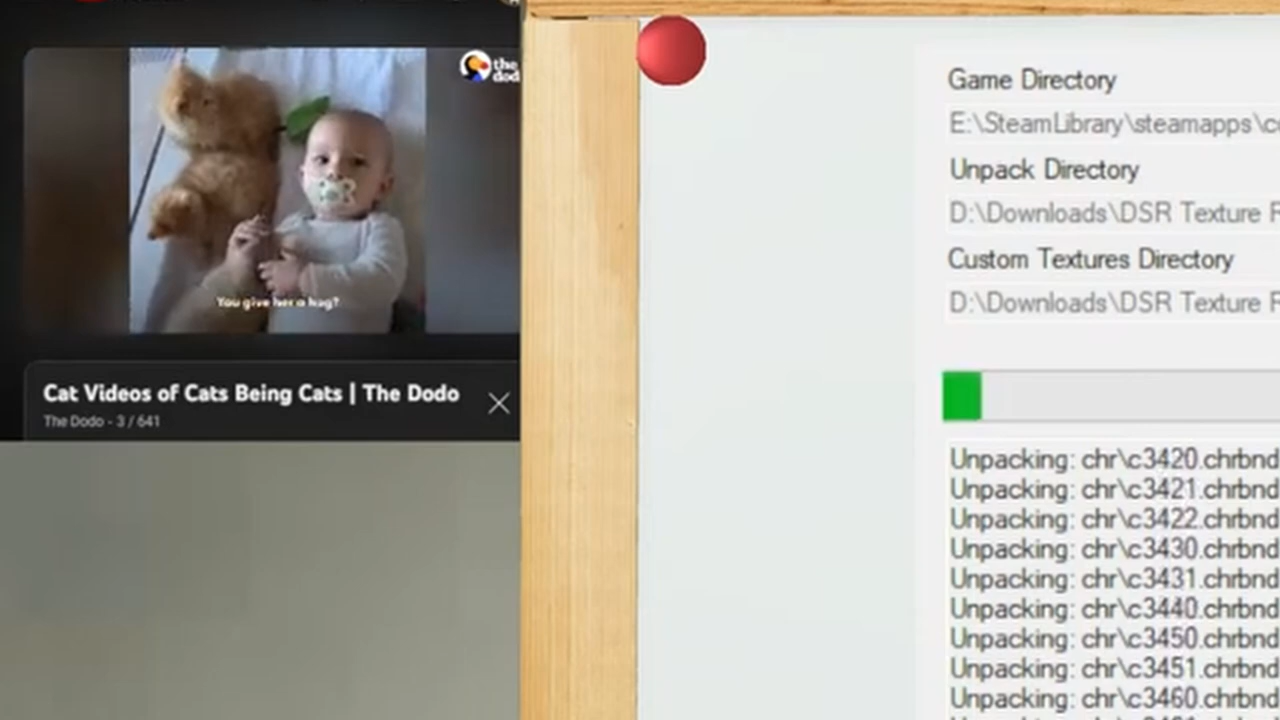 the
dodo
You give her a hug?
Cat Videos of Cats Being Cats | The Dodo
The Dodo - 3 / 641
Game Directory
E:\SteamLibrary\steamapps\c
Unpack Directory
D:\Downloads\DSR Texture
Custom Textures Directory
D:\Downloads\DSR Texture
Unpacking: chr\c3420.chrbnd
Unpacking: chr\c3421.chrbnd
Unpacking: chr\c3422.chrbnd
Unpacking: chr\c3430.chrbnd
Unpacking: chr\c3431.chrbnd
Unpacking: chr\c3440.chrbnd
Unpacking: chr\c3450.chrbnd
Unpacking: chr\c3451.chrbnd
Unpacking: chr\c3460.chrbnd